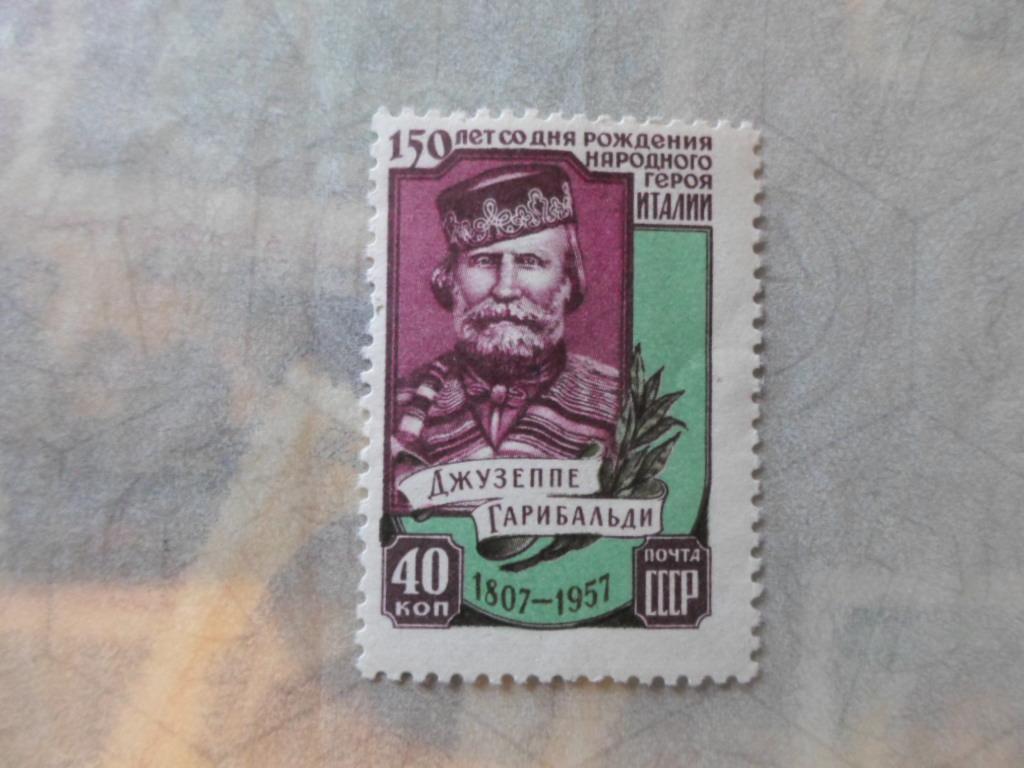 150 ЛЕТ СО ДНЯ РОЖДЕНИЯ
НАРОДНОГО
ГЕРОЯ
ИТАЛИИ
ДЖУЗЕППЕ
ГАРИБАЛЬДИ
40
КОП
1807–1957
ПОЧТА
СССР